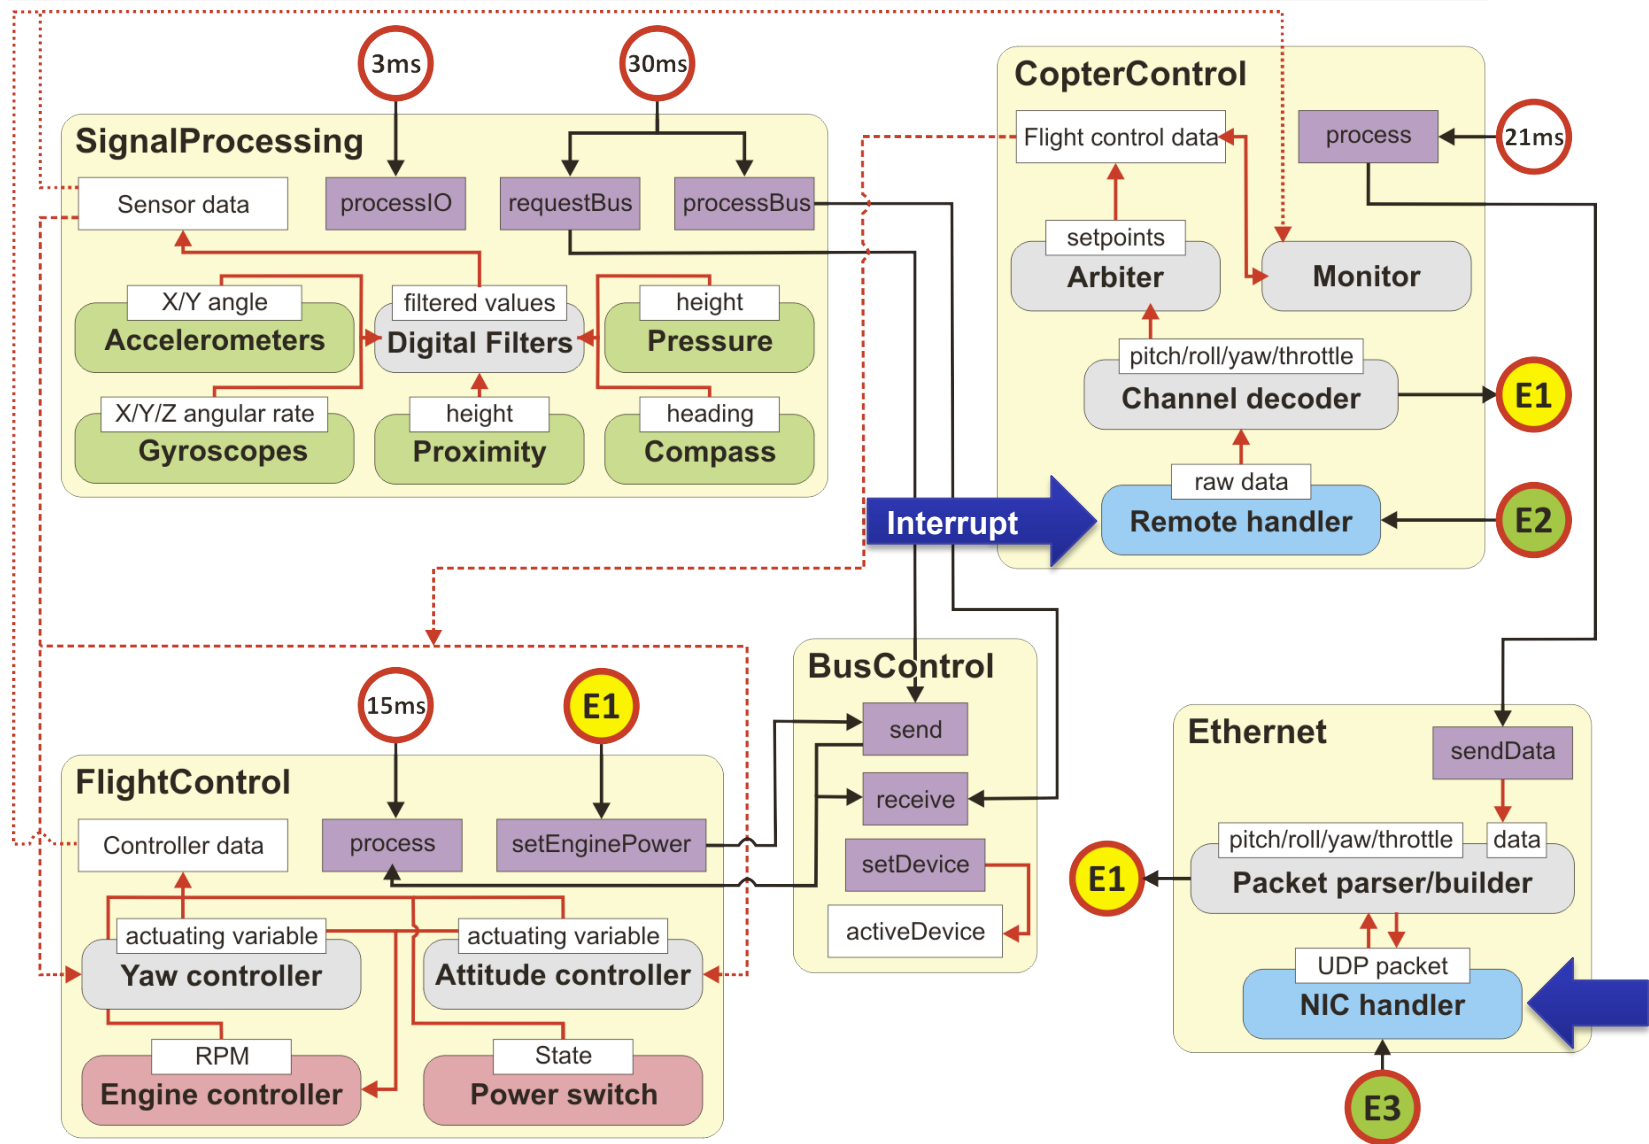 3ms
30ms
SignalProcessing
Sensor data
processIO
requestBus
processBus
X/Y angle
Accelerometers
filtered values
Digital Filters
height
Pressure
X/Y/Z angular rate
Gyroscopes
height
Proximity
heading
Compass
CopterControl
Flight control data
process
21ms
setpoints
Arbiter
Monitor
pitch/roll/yaw/throttle
Channel decoder
E1
raw data
Interrupt
Remote handler
E2
15ms
E1
FlightControl
Controller data
process
setEnginePower
actuating variable
Yaw controller
actuating variable
Attitude controller
RPM
Engine controller
State
Power switch
BusControl
send
receive
setDevice
activeDevice
Ethernet
sendData
pitch/roll/yaw/throttle
data
E1
Packet parser/builder
UDP packet
NIC handler
E3